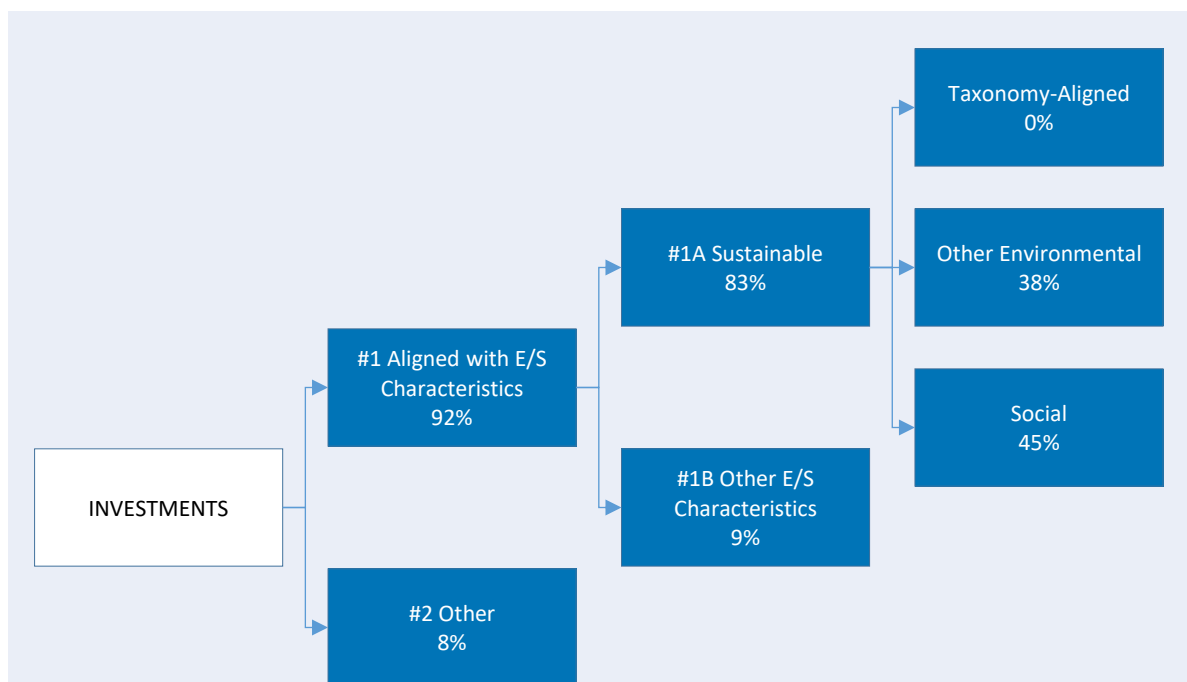 Taxonomy-Aligned
0%
#1A Sustainable
83%
Other Environmental
38%
#1 Aligned with E/S
Characteristics
92%
Social
45%
INVESTMENTS
#1B Other E/S
Characteristics
9%
#2 Other
8%